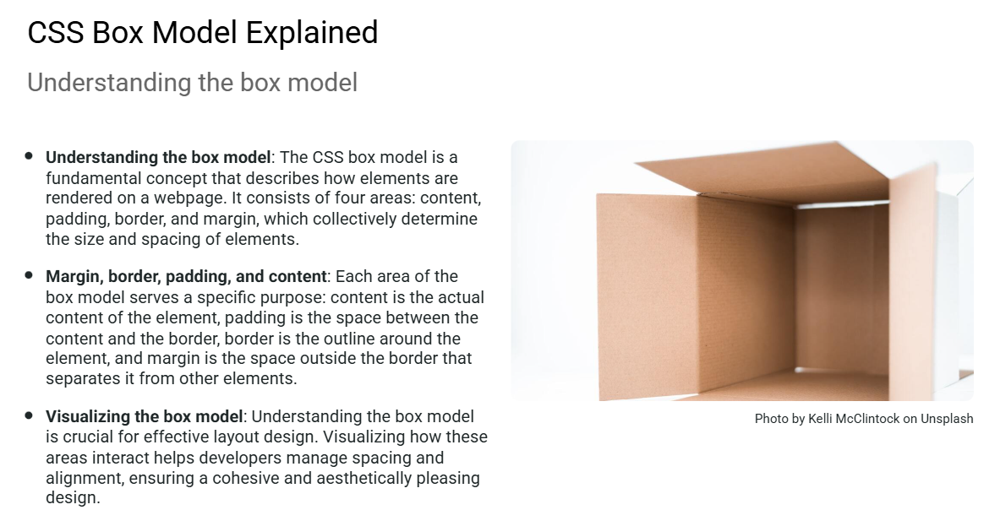 CSS Box Model Explained
Understanding the box model
• Understanding the box model: The CSS box model is a
fundamental concept that describes how elements are
rendered on a webpage. It consists of four areas: content,
padding, border, and margin, which collectively determine
the size and spacing of elements.
• Margin, border, padding, and content: Each area of the
box model serves a specific purpose: content is the actual
content of the element, padding is the space between the
content and the border, border is the outline around the
element, and margin is the space outside the border that
separates it from other elements.
• Visualizing the box model: Understanding the box model
is crucial for effective layout design. Visualizing how these
areas interact helps developers manage spacing and
alignment, ensuring a cohesive and aesthetically pleasing
design.
Photo by Kelli McClintock on Unsplash